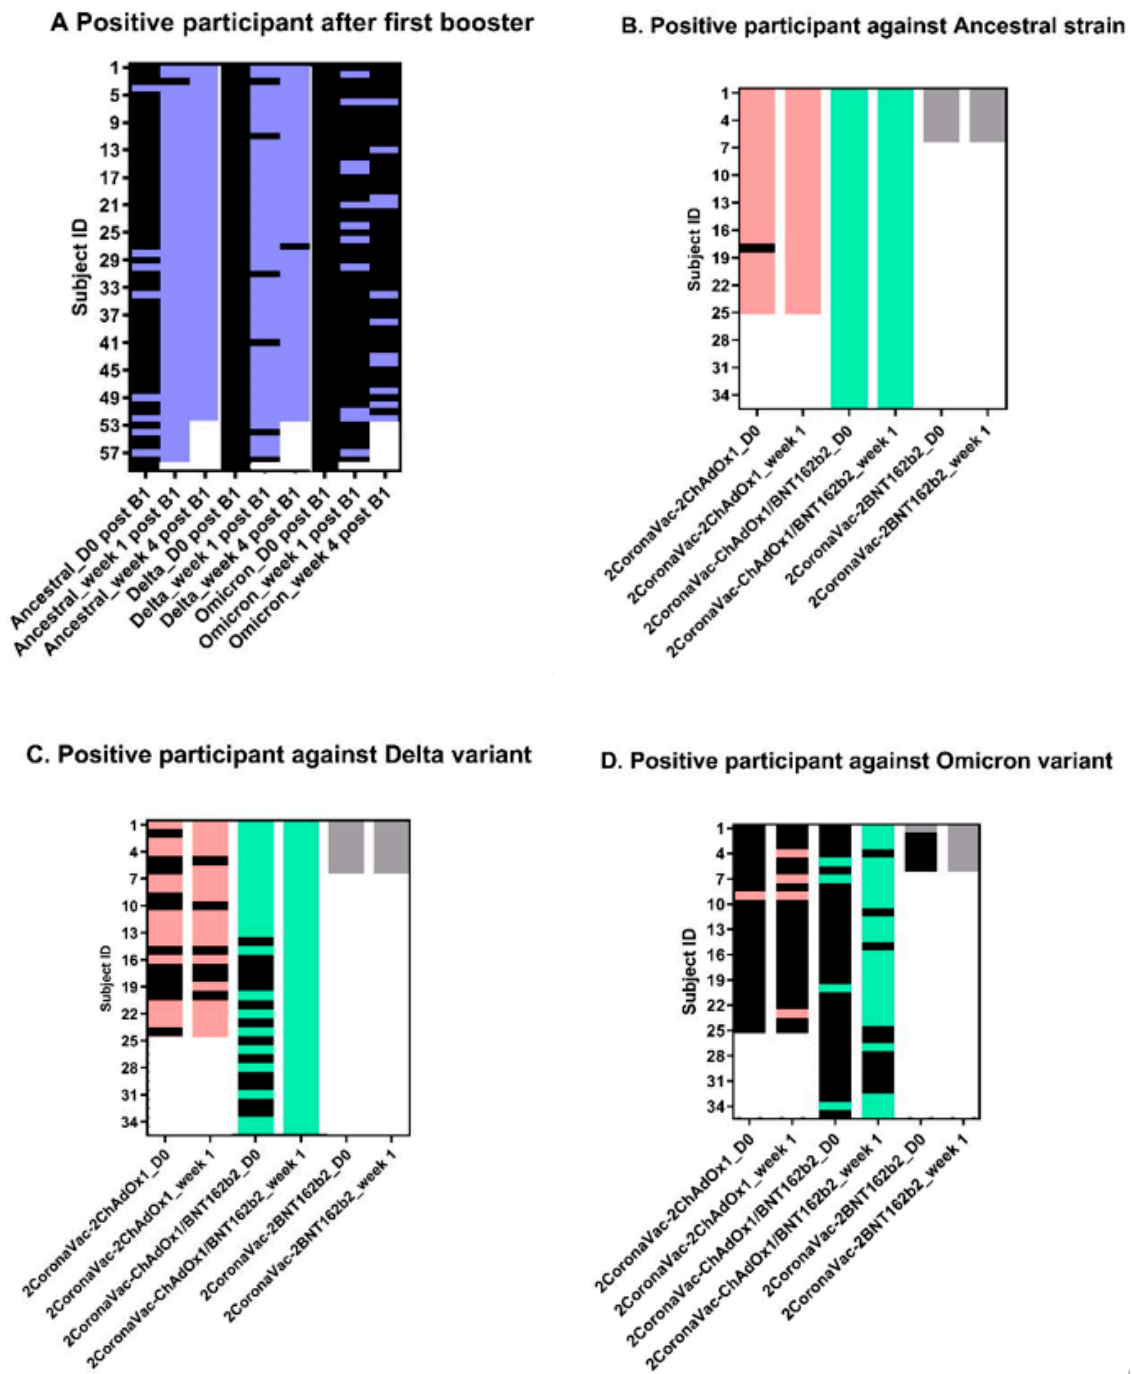 A Positive participant after first booster
1
5
9
13
17
21
25
29
33
37
41
45
49
53
57
Subject ID
Ancestral_D0 post B1
Ancestral_week 1 post B1
Ancestral_week 4 post B1
Delta_D0 post B1
Delta_week 1 post B1
Delta_week 4 post B1
Omicron_D0 post B1
Omicron_week 1 post B1
Omicron_week 4 post B1
B. Positive participant against Ancestral strain
1
4
7
10
13
16
19
22
25
28
31
34
Subject ID
2CoronaVac-2ChAdOx1_D0
2CoronaVac-2ChAdOx1_week 1
2CoronaVac-ChAdOx1/BNT162b2_D0
2CoronaVac-ChAdOx1/BNT162b2_week 1
2CoronaVac-2BNT162b2_D0
2CoronaVac-2BNT162b2_week 1
C. Positive participant against Delta variant
1
4
7
10
13
16
19
22
25
28
31
34
Subject ID
2CoronaVac-2ChAdOx1_D0
2CoronaVac-2ChAdOx1_week 1
2CoronaVac-ChAdOx1/BNT162b2_D0
2CoronaVac-ChAdOx1/BNT162b2_week 1
2CoronaVac-2BNT162b2_D0
2CoronaVac-2BNT162b2_week 1
D. Positive participant against Omicron variant
1
4
7
10
13
16
19
22
25
28
31
34
Subject ID
2CoronaVac-2ChAdOx1_D0
2CoronaVac-2ChAdOx1_week 1
2CoronaVac-ChAdOx1/BNT162b2_D0
2CoronaVac-ChAdOx1/BNT162b2_week 1
2CoronaVac-2BNT162b2_D0
2CoronaVac-2BNT162b2_week 1